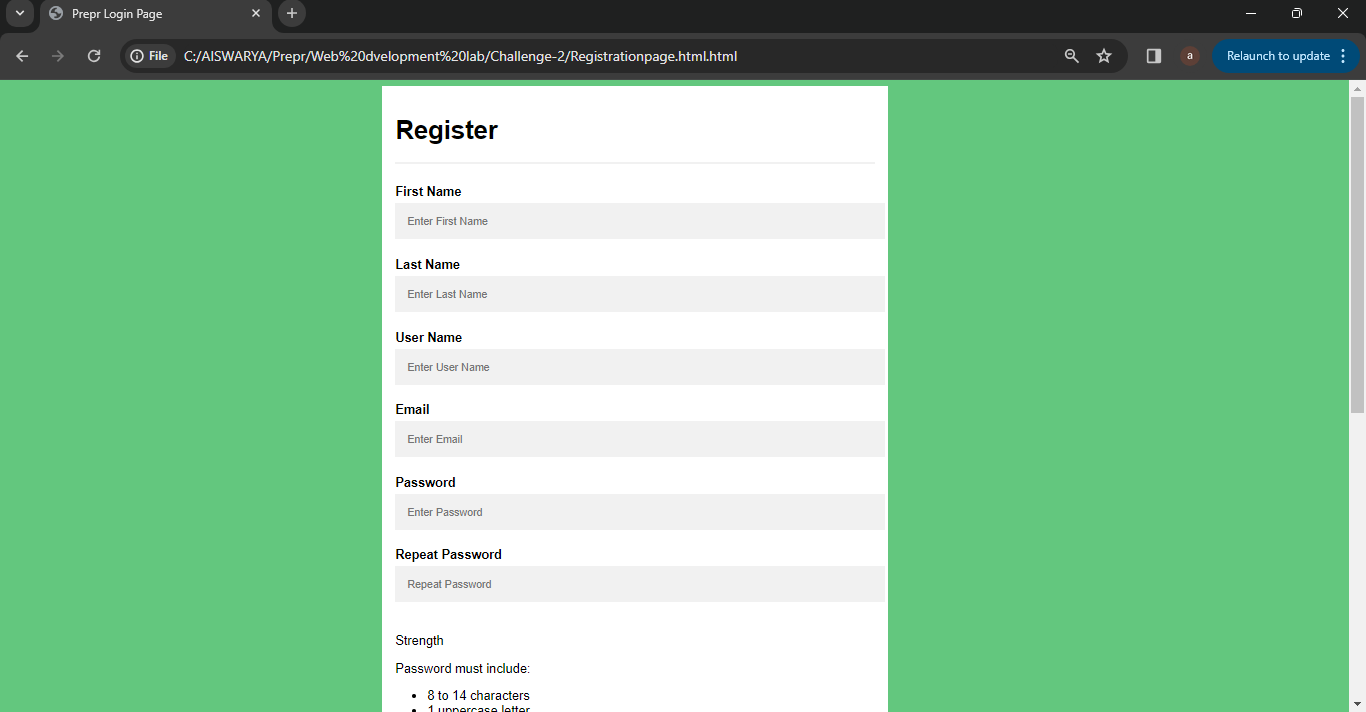 Prepr Login Page
File
C:/AISWARYA/Prepr/Web%20dvelopment%20lab/Challenge-2/Registrationpage.html.html
a
Relaunch to update
Register
First Name
Enter First Name
Last Name
Enter Last Name
User Name
Enter User Name
Email
Enter Email
Password
Enter Password
Repeat Password
Repeat Password
Strength
Password must include:
• 8 to 14 characters
• 1 uppercase letter